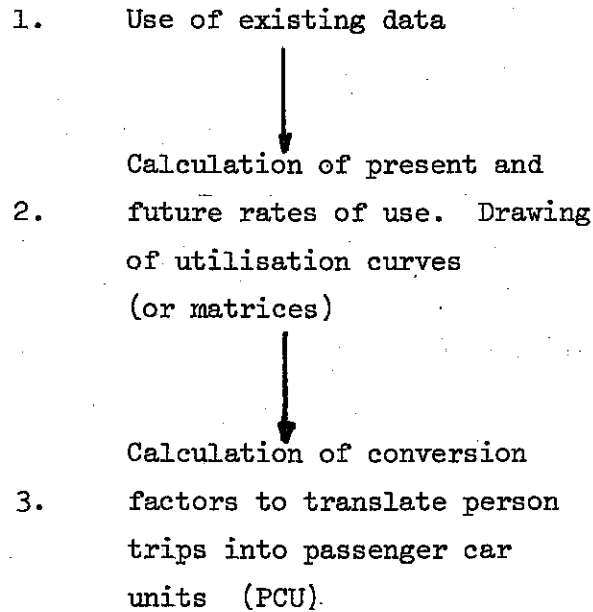 1. Use of existing data
Calculation of present and
2. future rates of use. Drawing
of utilisation curves
(or matrices)
Calculation of conversion
3. factors to translate person
trips into passenger car
units (PCU).